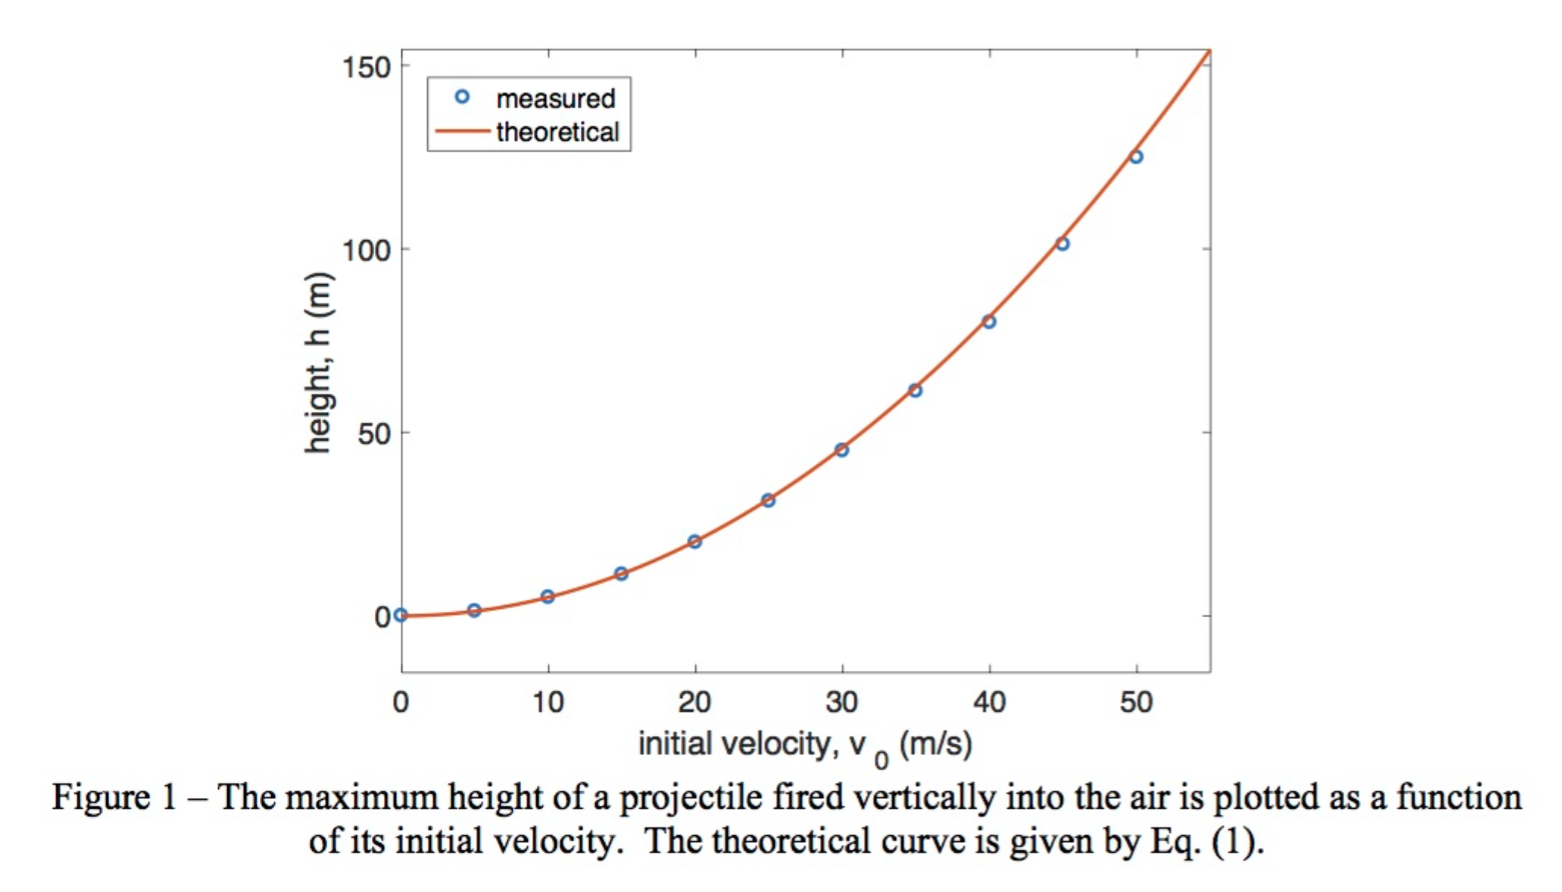 150
measured
theoretical
100
height, h (m)
50
0
0 10 20 30 40 50
initial velocity, v 0 (m/s)
Figure 1 – The maximum height of a projectile fired vertically into the air is plotted as a function
of its initial velocity.  The theoretical curve is given by Eq. (1).